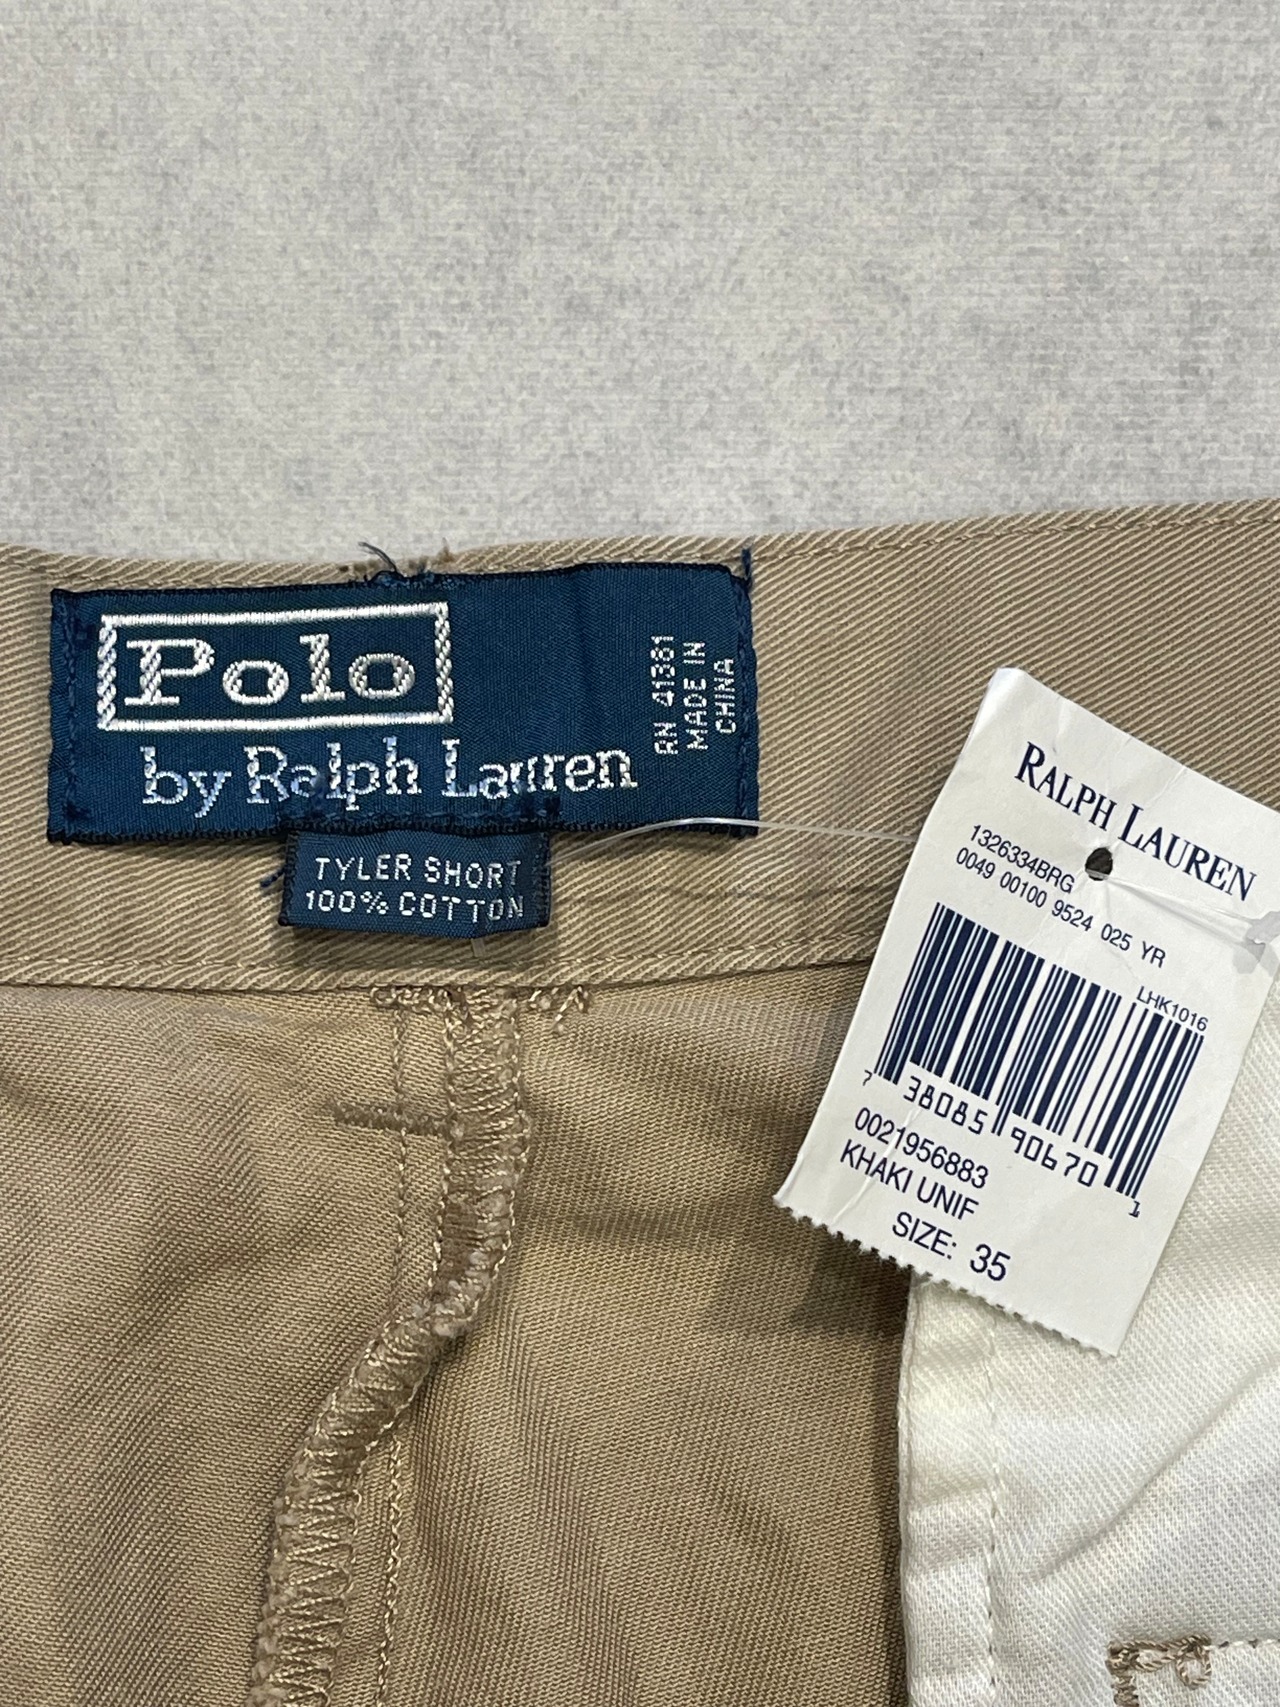 Polo
by Ralph Lauren
RN 41381
MADE IN
CHINA
TYLER SHORT
100% COTTON
RALPH LAUREN
1326334BRG
0049 00100 9524 025 YR
LHK1016
7 38085 90670 1
0021956883
KHAKI UNIF
SIZE: 35